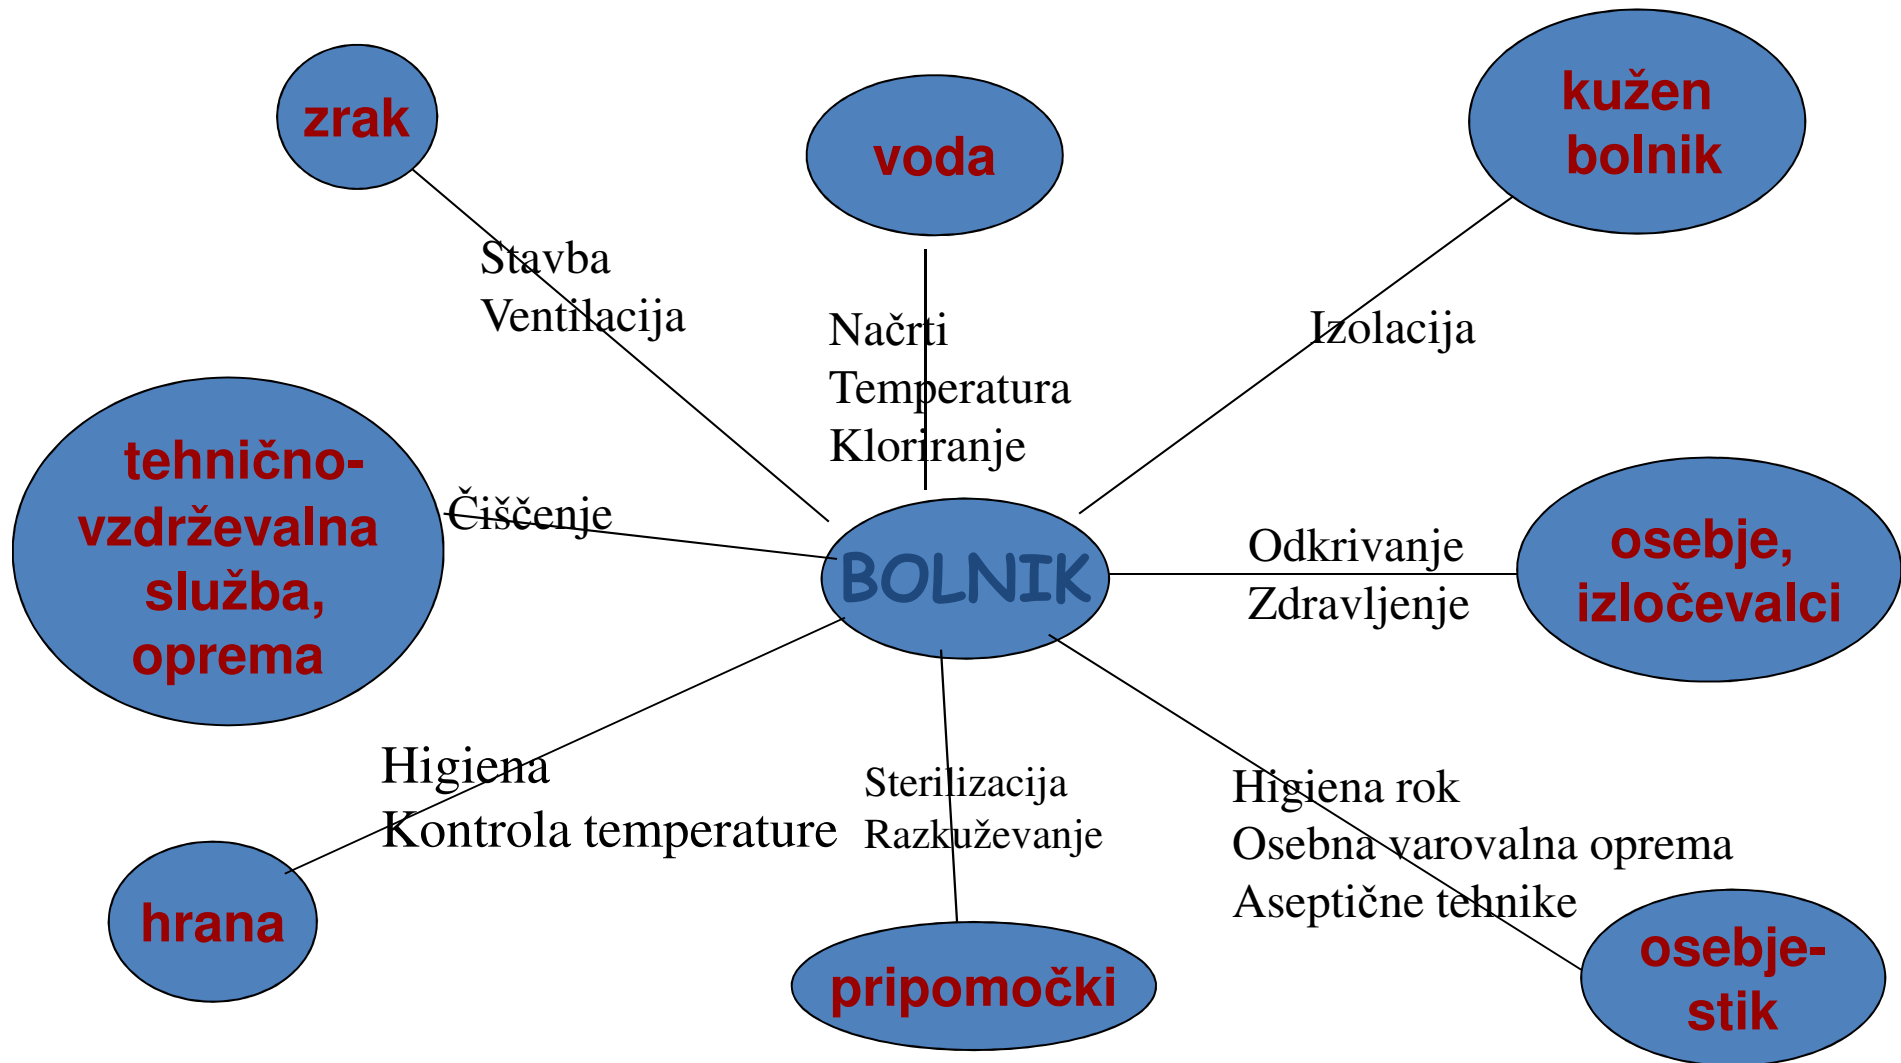 zrak
voda
kužen
bolnik
Stavba
Ventilacija
Načrti
Temperatura
Kloriranje
Izolacija
tehnično-
vzdrževalna
služba,
oprema
Čiščenje
BOLNIK
Odkrivanje
Zdravljenje
osebje,
izločevalci
Higiena
Kontrola temperature
Sterilizacija
Razkuževanje
Higiena rok
Osebna varovalna oprema
Aseptične tehnike
hrana
pripomočki
osebje-
stik